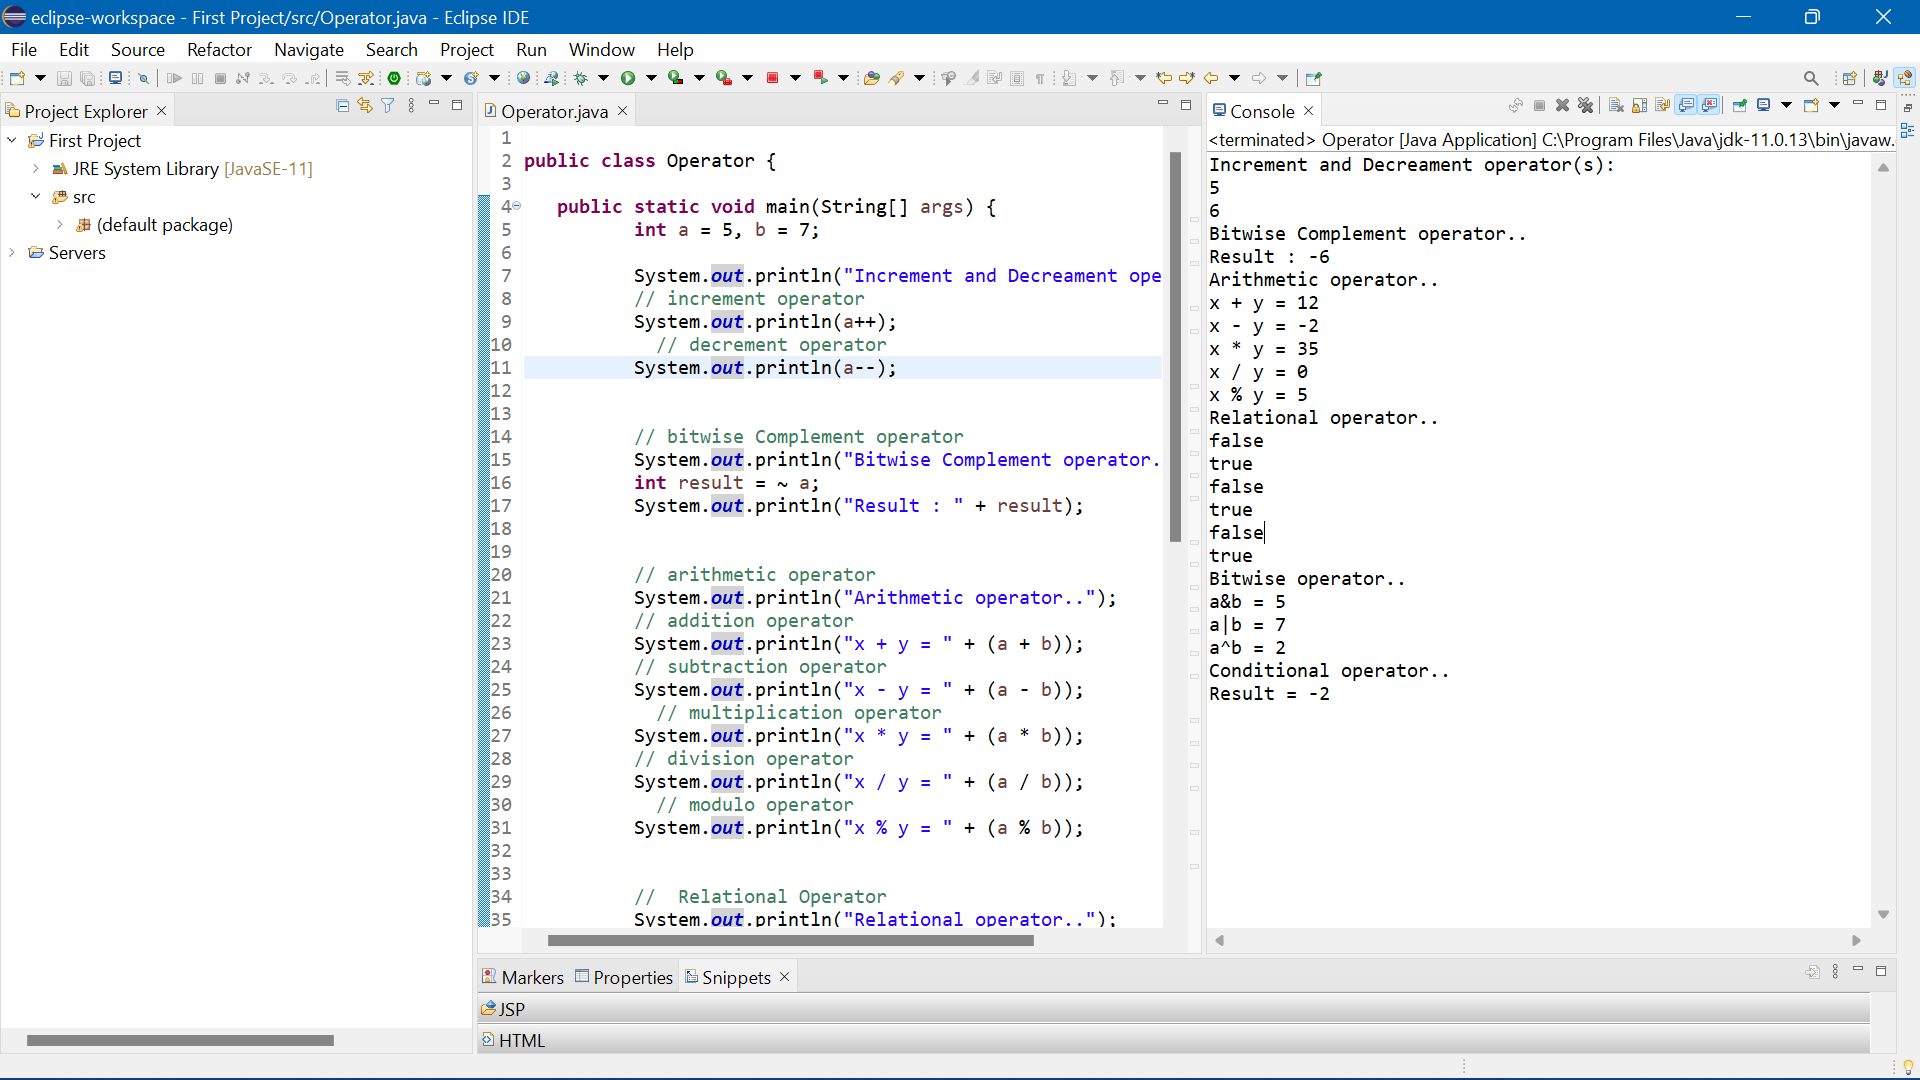 eclipse-workspace - First Project/src/Operator.java - Eclipse IDE
File Edit Source Refactor Navigate Search Project Run Window Help
Project Explorer
First Project
JRE System Library [JavaSE-11]
src
(default package)
Servers
Operator.java
1
2 public class Operator {
3
4 public static void main(String[] args) {
5 int a = 5, b = 7;
6
7 System.out.println("Increment and Decreament ope
8 // increment operator
9 System.out.println(a++);
10 // decrement operator
11 System.out.println(a--);
12
13
14 // bitwise Complement operator
15 System.out.println("Bitwise Complement operator.
16 int result = ~ a;
17 System.out.println("Result : " + result);
18
19
20 // arithmetic operator
21 System.out.println("Arithmetic operator..");
22 // addition operator
23 System.out.println("x + y = " + (a + b));
24 // subtraction operator
25 System.out.println("x - y = " + (a - b));
26 // multiplication operator
27 System.out.println("x * y = " + (a * b));
28 // division operator
29 System.out.println("x / y = " + (a / b));
30 // modulo operator
31 System.out.println("x % y = " + (a % b));
32
33
34 // Relational Operator
35 System.out.println("Relational operator..");
Console
<terminated> Operator [Java Application] C:\Program Files\Java\jdk-11.0.13\bin\javaw.
Increment and Decreament operator(s):
5
6
Bitwise Complement operator..
Result : -6
Arithmetic operator..
x + y = 12
x - y = -2
x * y = 35
x / y = 0
x % y = 5
Relational operator..
false
true
false
true
false
true
Bitwise operator..
a&b = 5
a|b = 7
a^b = 2
Conditional operator..
Result = -2
Markers Properties Snippets
JSP
HTML